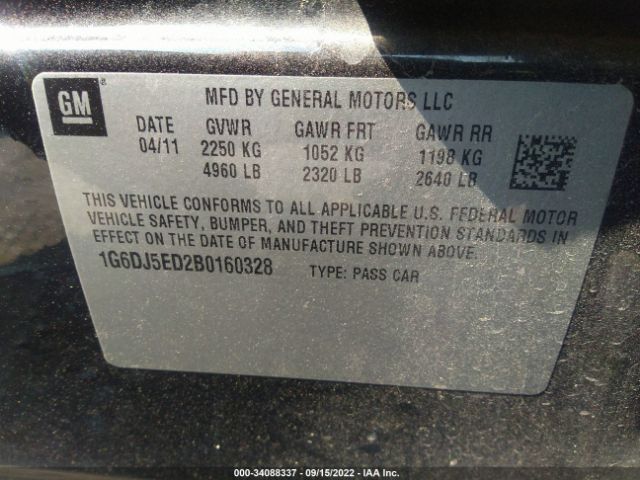 GM
®
MFD BY GENERAL MOTORS LLC
DATE GVWR GAWR FRT GAWR RR
04/11 2250 KG 1052 KG 1198 KG
4960 LB 2320 LB 2640 LB
THIS VEHICLE CONFORMS TO ALL APPLICABLE U.S. FEDERAL MOTOR
VEHICLE SAFETY, BUMPER, AND THEFT PREVENTION STANDARDS IN
EFFECT ON THE DATE OF MANUFACTURE SHOWN ABOVE.
1G6DJ5ED2B0160328 TYPE: PASS CAR
000-34088337 - 09/15/2022 - IAA Inc.